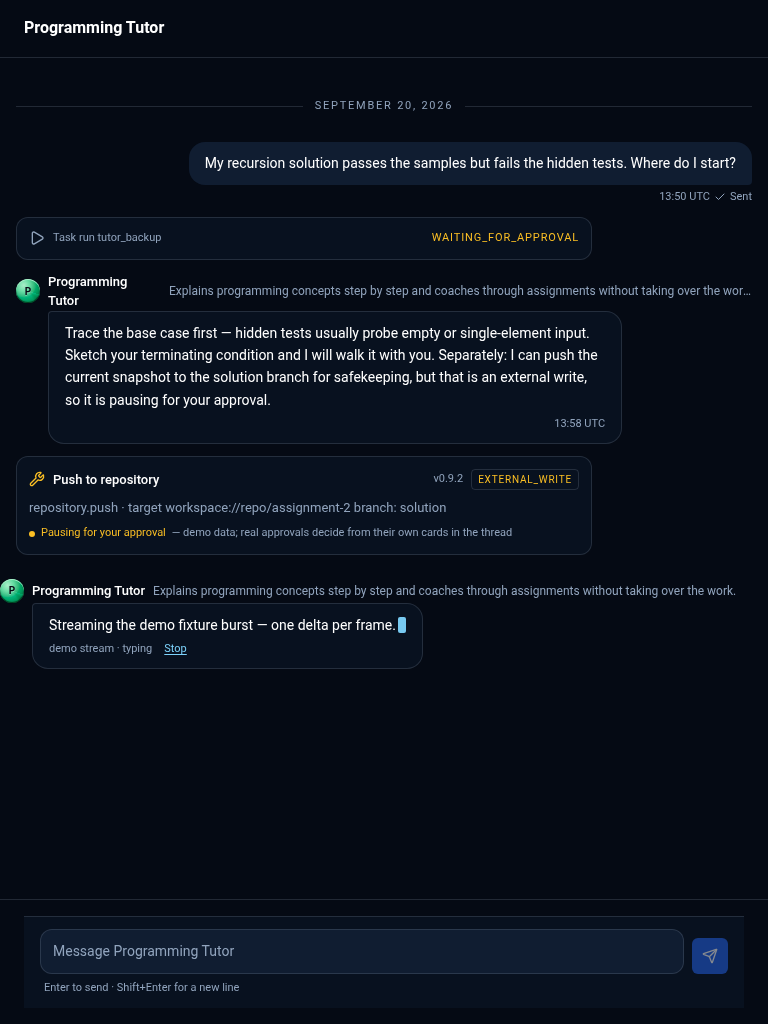 Programming Tutor
SEPTEMBER 20, 2026
My recursion solution passes the samples but fails the hidden tests. Where do I start?
13:50 UTC ✓ Sent
Task run tutor_backup WAITING_FOR_APPROVAL
P Programming Tutor Explains programming concepts step by step and coaches through assignments without taking over the wor…
Trace the base case first — hidden tests usually probe empty or single-element input.
Sketch your terminating condition and I will walk it with you. Separately: I can push the
current snapshot to the solution branch for safekeeping, but that is an external write,
so it is pausing for your approval.
13:58 UTC
Push to repository v0.9.2 EXTERNAL_WRITE
repository.push · target workspace://repo/assignment-2 branch: solution
Pausing for your approval — demo data; real approvals decide from their own cards in the thread
P Programming Tutor Explains programming concepts step by step and coaches through assignments without taking over the work.
Streaming the demo fixture burst — one delta per frame.
demo stream · typing Stop
Message Programming Tutor
Enter to send · Shift+Enter for a new line